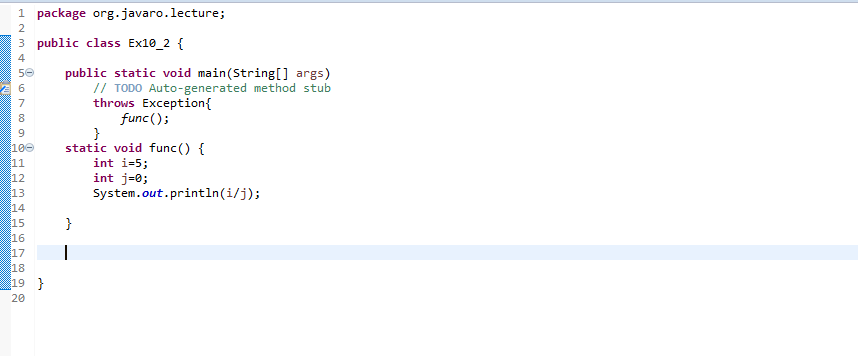 1 package org.javaro.lecture;
2
3 public class Ex10_2 {
4
5 public static void main(String[] args)
6 // TODO Auto-generated method stub
7 throws Exception{
8 func();
9 }
10 static void func() {
11 int i=5;
12 int j=0;
13 System.out.println(i/j);
14
15 }
16
17
18
19 }
20